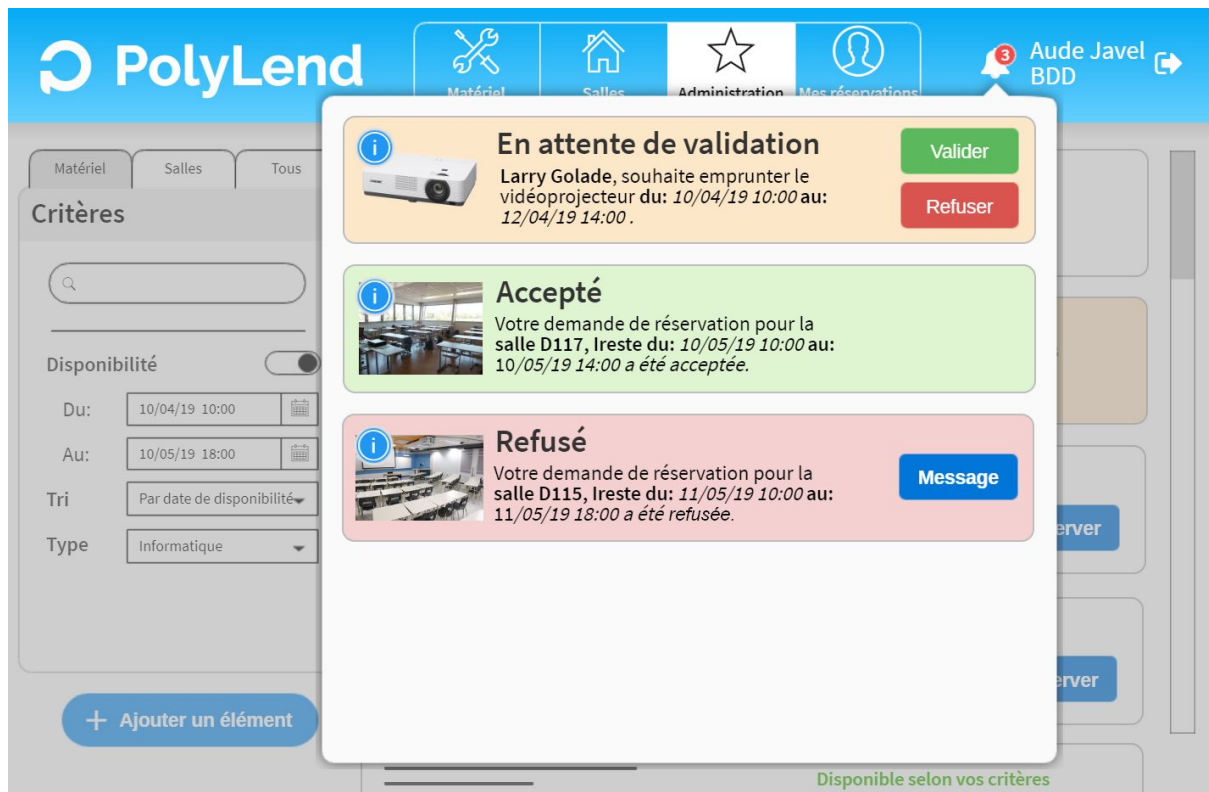 PolyLend
Matériel
Salles
Administration
Mes réservations
3
Aude Javel
BDD
Matériel
Salles
Tous
Critères
Disponibilité
Du:
10/04/19 10:00
Au:
10/05/19 18:00
Tri
Par date de disponibilité
Type
Informatique
+ Ajouter un élément
i
En attente de validation
Larry Golade, souhaite emprunter le
vidéoprojecteur du: 10/04/19 10:00 au:
12/04/19 14:00 .
Valider
Refuser
i
Accepté
Votre demande de réservation pour la
salle D117, Ireste du: 10/05/19 10:00 au:
10/05/19 14:00 a été acceptée.
i
Refusé
Votre demande de réservation pour la
salle D115, Ireste du: 11/05/19 10:00 au:
11/05/19 18:00 a été refusée.
Message
erver
erver
Disponible selon vos critères